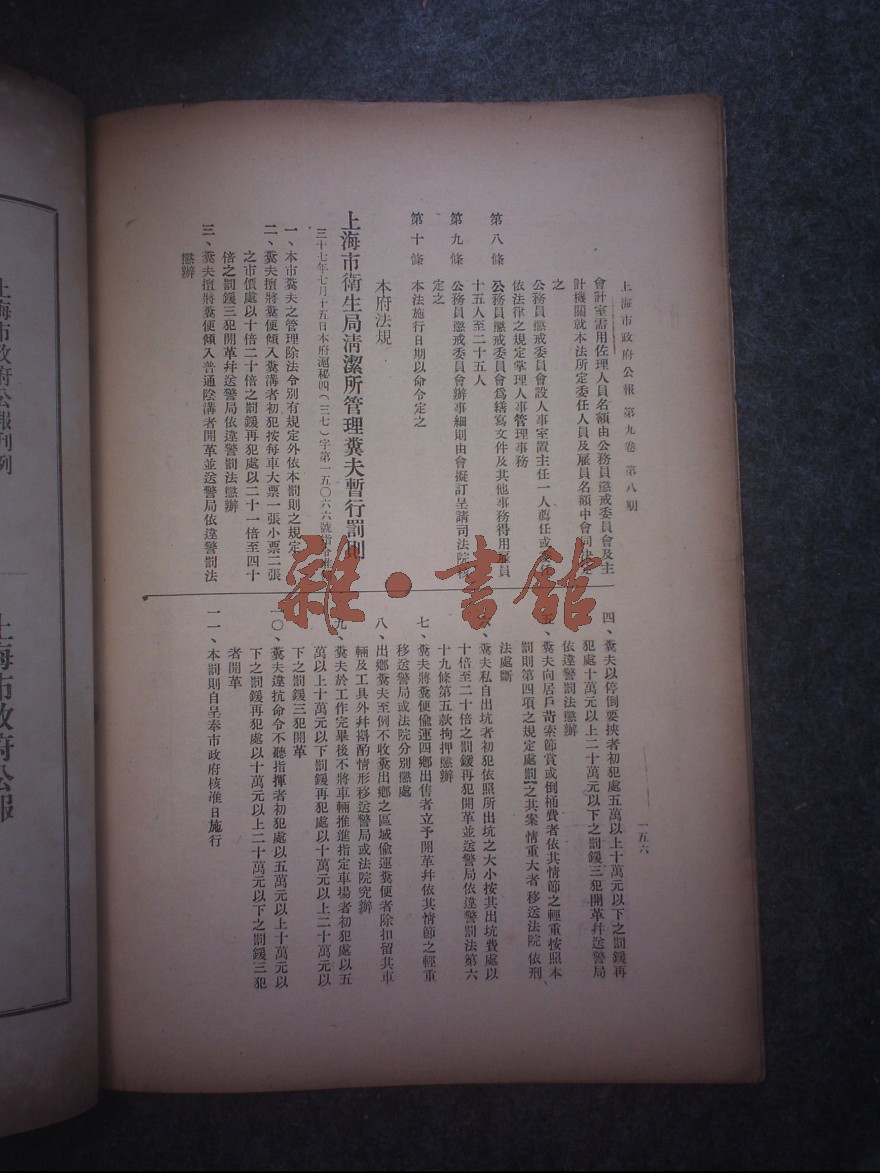 上海市政府公報 第九卷 第八期
一五六
會計室需用佐理人員名額由公務員懲戒委員會及主
計機關就本法所定委任人員及雇員名額中會同決定
之
第八條
公務員懲戒委員會設人事室置主任一人薦任或
依法律之規定掌理人事管理事務
公務員懲戒委員會為繕寫文件及其他事務得用雇員
十五人至二十五人
第九條 公務員懲戒委員會辦事細則由會擬訂呈請司法院
定之
第十條 本法施行日期以命令定之
本府法規
上海市衛生局清潔所管理糞夫暫行罰則
三十七年七月十五日本府滬秘四(三七)字第一五〇六六號指令
一、本市糞夫之管理除法令別有規定外依本罰則之規定
二、糞夫擅將糞便傾入糞溝者初犯按每車大票一張小票二張
之市價處以十倍二十倍之罰鍰再犯處以二十一倍至四十
倍之罰鍰三犯開革幷送警局依違警罰法懲辦
三、糞夫擅將糞便傾入普通陰溝者開革並送警局依違警罰法
懲辦
四、糞夫以停倒要挾者初犯處五萬以上十萬元以下之罰鍰再
犯處十萬元以上二十萬元以下之罰鍰三犯開革幷送警局
依違警罰法懲辦
五、糞夫向居戶苛索節賞或倒桶費者依其情節之輕重按照本
罰則第四項之規定處罰之其案情重大者移送法院依刑
法處斷
、糞夫私自出坑者初犯依照所出坑之大小按其出坑費處以
十倍至二十倍之罰鍰再犯開革並送警局依違警罰法第六
十九條第五款拘押懲辦
七、糞夫將糞便偸運四鄉出售者立予開革幷依其情節之輕重
移送警局或法院分別懲處
八、出鄉糞夫至例不收糞出鄉之區域偸運糞便者除扣留其車
輛及工具外幷斟酌情形移送警局或法院究辦
九、糞夫於工作完畢後不將車輛推進指定車場者初犯處以五
萬以上十萬元以下罰鍰再犯處以十萬元以上二十萬元以
下之罰鍰三犯開革
一〇、糞夫違抗命令不聽指揮者初犯處以五萬元以上十萬元以
下之罰鍰再犯處以十萬元以上二十萬元以下之罰鍰三犯
者開革
一一、本罰則自呈奉市政府核准日施行
上海市政府公報刊例
上海市政府公報
雜·書館